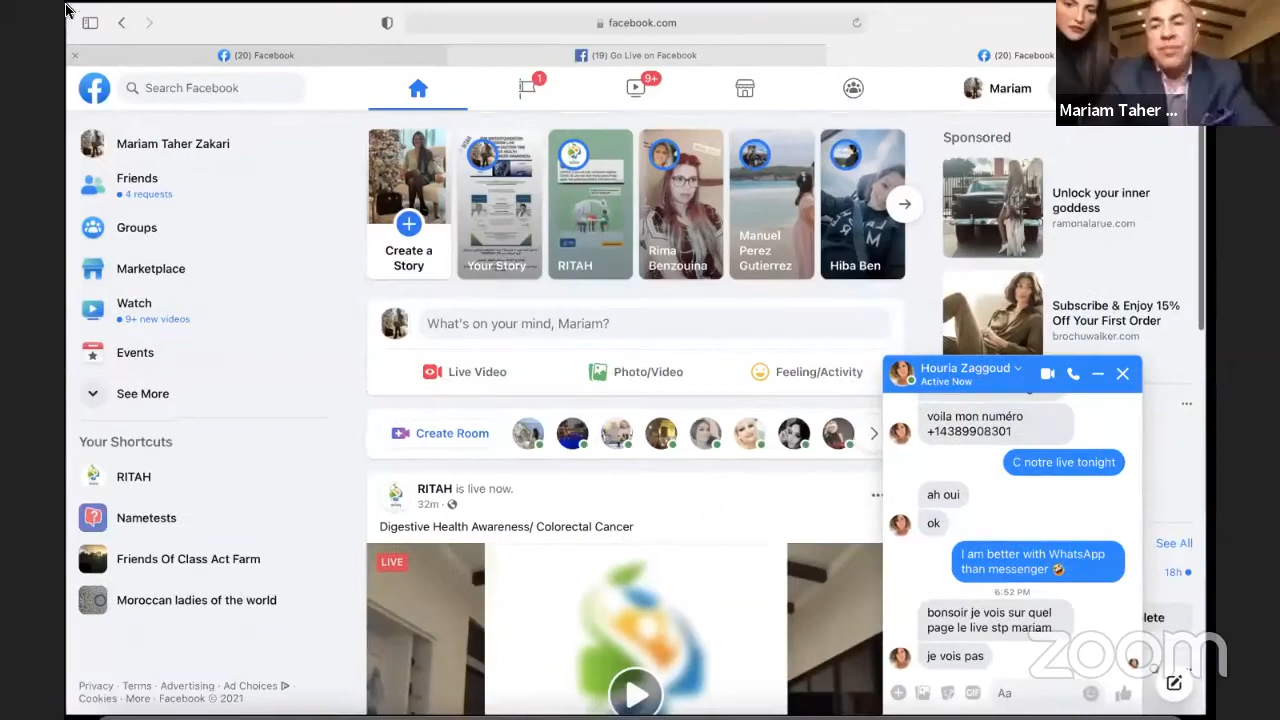 facebook.com
(20) Facebook
(19) Go Live on Facebook
(20) Facebook
Search Facebook
1
9+
Mariam
Mariam Taher ...
Mariam Taher Zakari
Friends
4 requests
Groups
Marketplace
Watch
9+ new videos
Events
See More
Your Shortcuts
RITAH
Nametests
Friends Of Class Act Farm
Moroccan ladies of the world
Privacy · Terms · Advertising · Ad Choices ·
Cookies · More · Facebook © 2021
Create a
Story
Your Story
RITAH
Rima
Benzouina
Manuel
Perez
Gutierrez
Hiba Ben
What's on your mind, Mariam?
Live Video
Photo/Video
Feeling/Activity
Create Room
RITAH is live now.
32m ·
Digestive Health Awareness/ Colorectal Cancer
LIVE
Sponsored
Unlock your inner
goddess
ramonalarue.com
Subscribe & Enjoy 15%
Off Your First Order
brochuwalker.com
Houria Zaggoud
Active Now
voila mon numéro
+14389908301
C notre live tonight
ah oui
ok
I am better with WhatsApp
than messenger 🤣
6:52 PM
bonsoir je vois sur quel
page le live stp mariam
je vois pas
GIF
Aa
See All
18h
lete
zoom